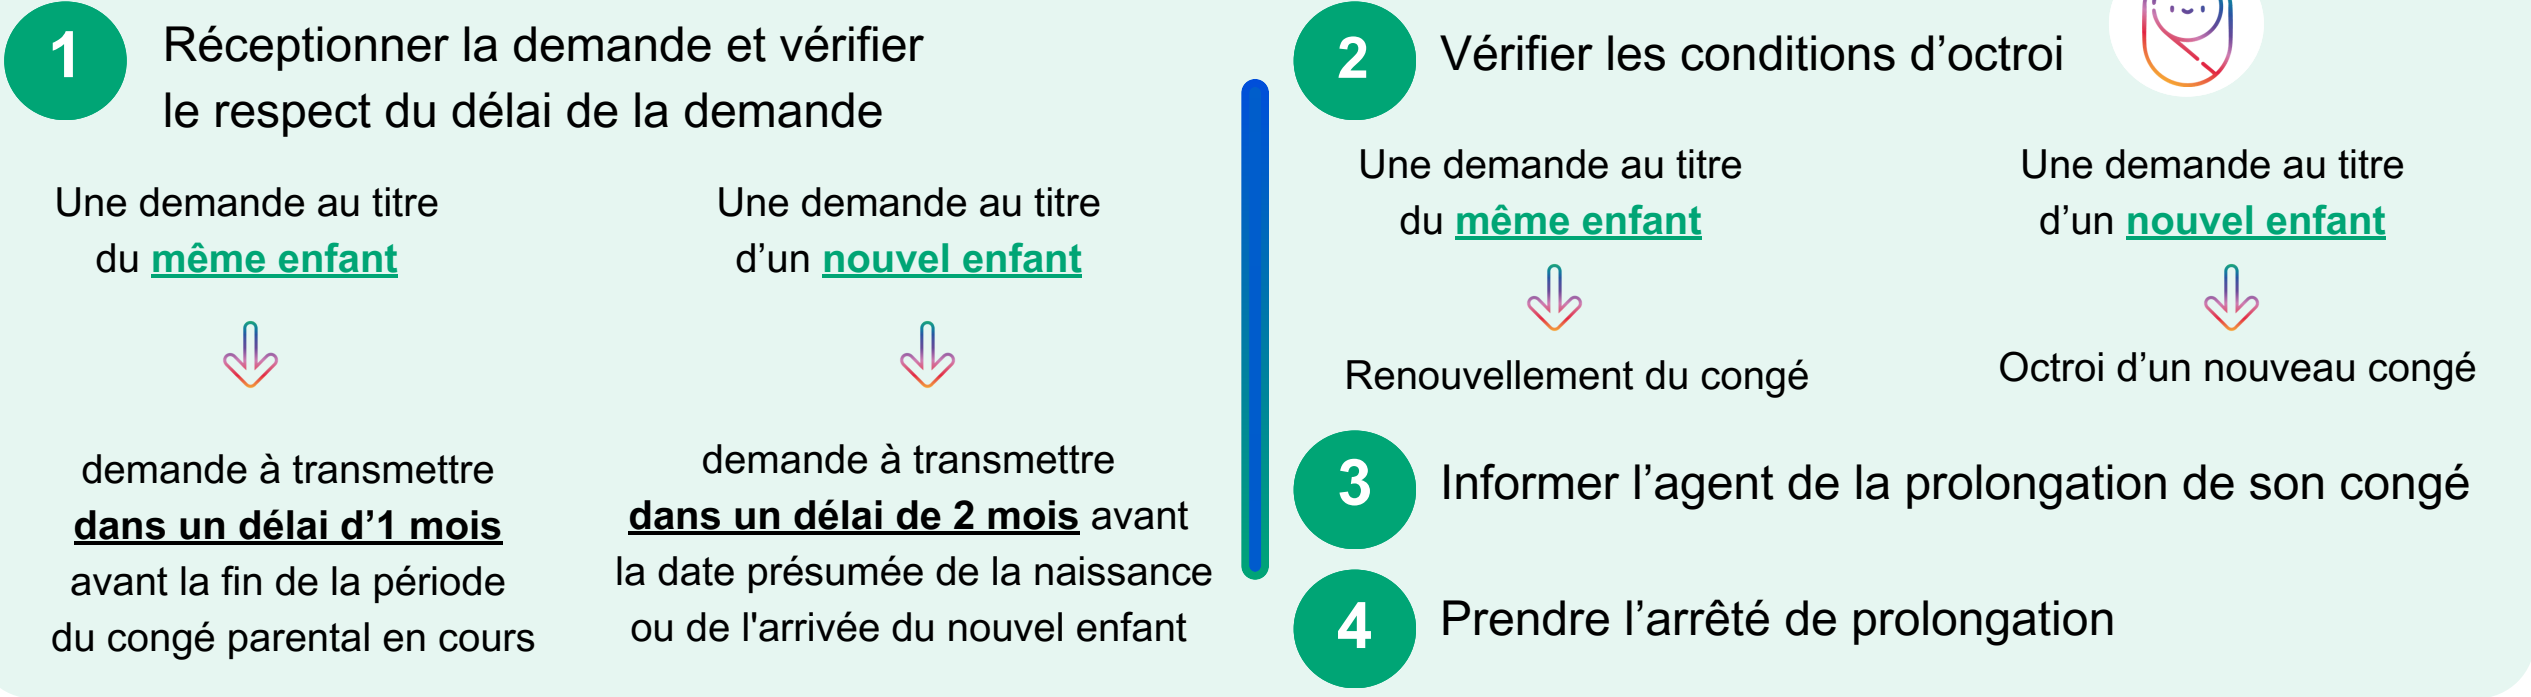 1
Réceptionner la demande et vérifier
le respect du délai de la demande
Une demande au titre
du même enfant
demande à transmettre
dans un délai d’1 mois
avant la fin de la période
du congé parental en cours
Une demande au titre
d’un nouvel enfant
demande à transmettre
dans un délai de 2 mois avant
la date présumée de la naissance
ou de l'arrivée du nouvel enfant
2
Vérifier les conditions d’octroi
Une demande au titre
du même enfant
Renouvellement du congé
Une demande au titre
d’un nouvel enfant
Octroi d’un nouveau congé
3
Informer l’agent de la prolongation de son congé
4
Prendre l’arrêté de prolongation